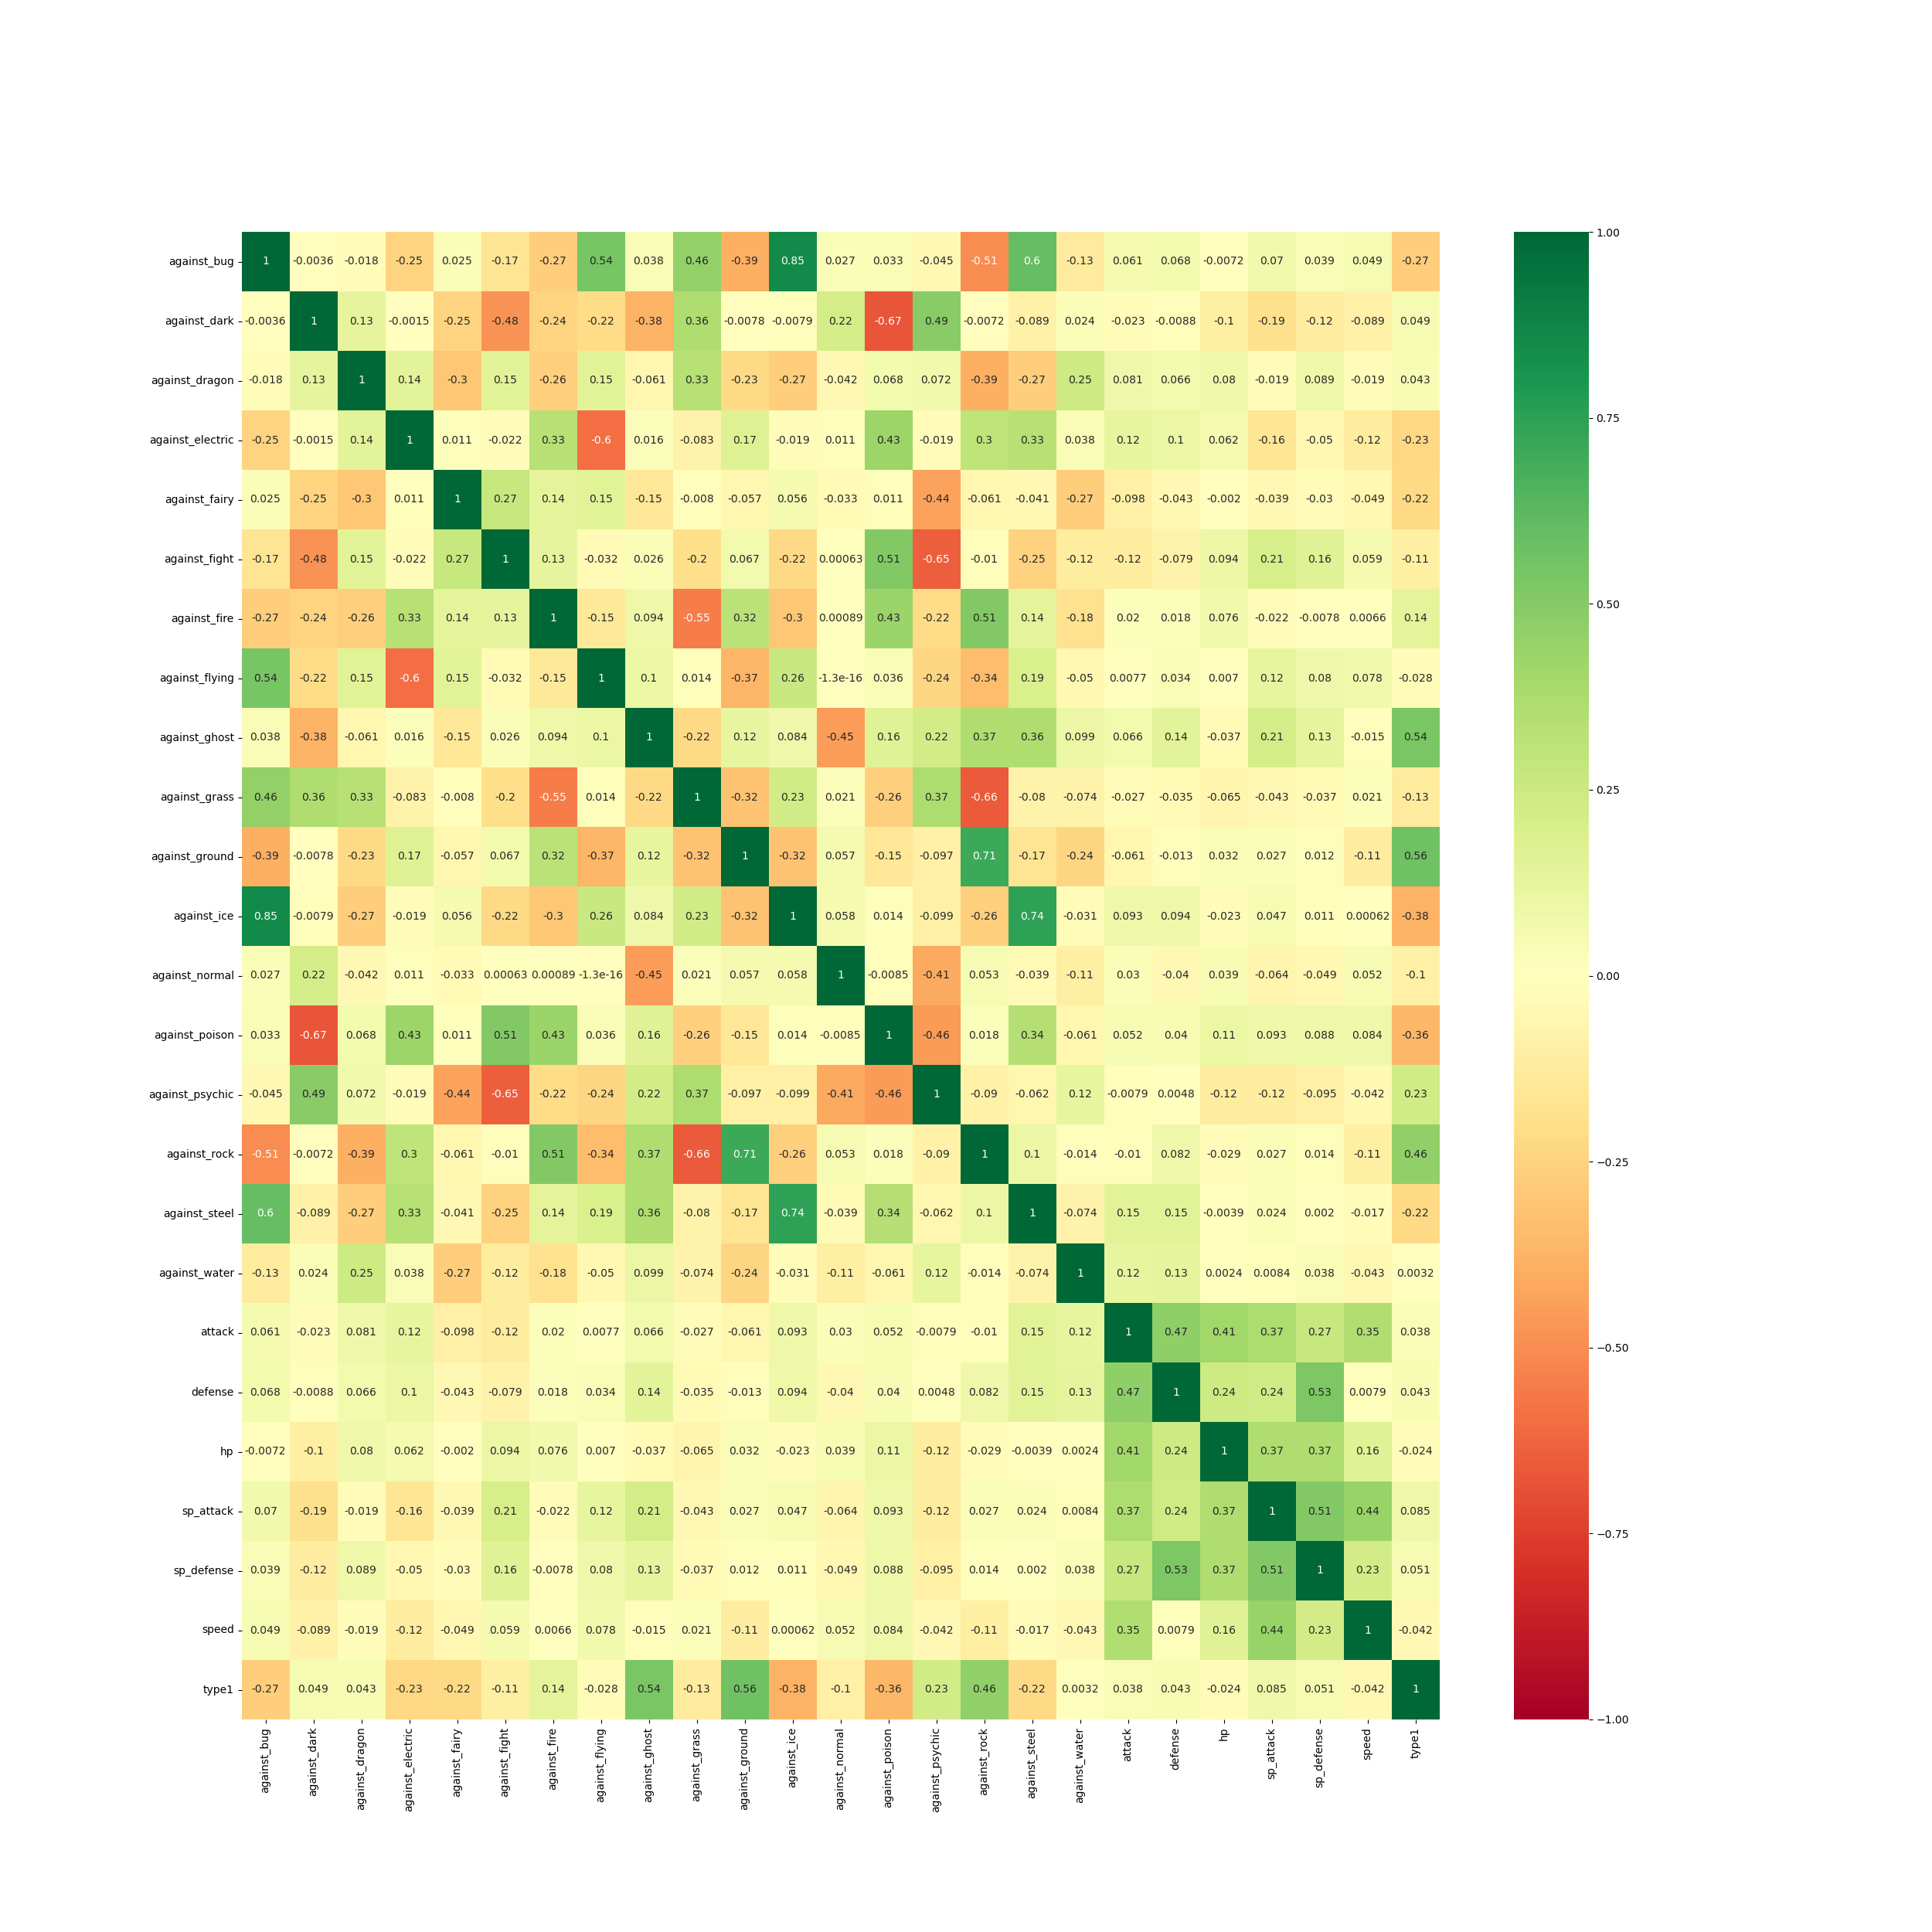 against_bug 1 -0.0036 -0.018 -0.25 0.025 -0.17 -0.27 0.54 0.038 0.46 -0.39 0.85 0.027 0.033 -0.045 -0.51 0.6 -0.13 0.061 0.068 -0.0072 0.07 0.039 0.049 -0.27
against_dark -0.0036 1 0.13 -0.0015 -0.25 -0.48 -0.24 -0.22 -0.38 0.36 -0.0078 -0.0079 0.22 -0.67 0.49 -0.0072 -0.089 0.024 -0.023 -0.0088 -0.1 -0.19 -0.12 -0.089 0.049
against_dragon -0.018 0.13 1 0.14 -0.3 0.15 -0.26 0.15 -0.061 0.33 -0.23 -0.27 -0.042 0.068 0.072 -0.39 -0.27 0.25 0.081 0.066 0.08 -0.019 0.089 -0.019 0.043
against_electric -0.25 -0.0015 0.14 1 0.011 -0.022 0.33 -0.6 0.016 -0.083 0.17 -0.019 0.011 0.43 -0.019 0.3 0.33 0.038 0.12 0.1 0.062 -0.16 -0.05 -0.12 -0.23
against_fairy 0.025 -0.25 -0.3 0.011 1 0.27 0.14 0.15 -0.15 -0.008 -0.057 0.056 -0.033 0.011 -0.44 -0.061 -0.041 -0.27 -0.098 -0.043 -0.002 -0.039 -0.03 -0.049 -0.22
against_fight -0.17 -0.48 0.15 -0.022 0.27 1 0.13 -0.032 0.026 -0.2 0.067 -0.22 0.00063 0.51 -0.65 -0.01 -0.25 -0.12 -0.12 -0.079 0.094 0.21 0.16 0.059 -0.11
against_fire -0.27 -0.24 -0.26 0.33 0.14 0.13 1 -0.15 0.094 -0.55 0.32 -0.3 0.00089 0.43 -0.22 0.51 0.14 -0.18 0.02 0.018 0.076 -0.022 -0.0078 0.0066 0.14
against_flying 0.54 -0.22 0.15 -0.6 0.15 -0.032 -0.15 1 0.1 0.014 -0.37 0.26 -1.3e-16 0.036 -0.24 -0.34 0.19 -0.05 0.0077 0.034 0.007 0.12 0.08 0.078 -0.028
against_ghost 0.038 -0.38 -0.061 0.016 -0.15 0.026 0.094 0.1 1 -0.22 0.12 0.084 -0.45 0.16 0.22 0.37 0.36 0.099 0.066 0.14 -0.037 0.21 0.13 -0.015 0.54
against_grass 0.46 0.36 0.33 -0.083 -0.008 -0.2 -0.55 0.014 -0.22 1 -0.32 0.23 0.021 -0.26 0.37 -0.66 -0.08 -0.074 -0.027 -0.035 -0.065 -0.043 -0.037 0.021 -0.13
against_ground -0.39 -0.0078 -0.23 0.17 -0.057 0.067 0.32 -0.37 0.12 -0.32 1 -0.32 0.057 -0.15 -0.097 0.71 -0.17 -0.24 -0.061 -0.013 0.032 0.027 0.012 -0.11 0.56
against_ice 0.85 -0.0079 -0.27 -0.019 0.056 -0.22 -0.3 0.26 0.084 0.23 -0.32 1 0.058 0.014 -0.099 -0.26 0.74 -0.031 0.093 0.094 -0.023 0.047 0.011 0.00062 -0.38
against_normal 0.027 0.22 -0.042 0.011 -0.033 0.00063 0.00089 -1.3e-16 -0.45 0.021 0.057 0.058 1 -0.0085 -0.41 0.053 -0.039 -0.11 0.03 -0.04 0.039 -0.064 -0.049 0.052 -0.1
against_poison 0.033 -0.67 0.068 0.43 0.011 0.51 0.43 0.036 0.16 -0.26 -0.15 0.014 -0.0085 1 -0.46 0.018 0.34 -0.061 0.052 0.04 0.11 0.093 0.088 0.084 -0.36
against_psychic -0.045 0.49 0.072 -0.019 -0.44 -0.65 -0.22 -0.24 0.22 0.37 -0.097 -0.099 -0.41 -0.46 1 -0.09 -0.062 0.12 -0.0079 0.0048 -0.12 -0.12 -0.095 -0.042 0.23
against_rock -0.51 -0.0072 -0.39 0.3 -0.061 -0.01 0.51 -0.34 0.37 -0.66 0.71 -0.26 0.053 0.018 -0.09 1 0.1 -0.014 -0.01 0.082 -0.029 0.027 0.014 -0.11 0.46
against_steel 0.6 -0.089 -0.27 0.33 -0.041 -0.25 0.14 0.19 0.36 -0.08 -0.17 0.74 -0.039 0.34 -0.062 0.1 1 -0.074 0.15 0.15 -0.0039 0.024 0.002 -0.017 -0.22
against_water -0.13 0.024 0.25 0.038 -0.27 -0.12 -0.18 -0.05 0.099 -0.074 -0.24 -0.031 -0.11 -0.061 0.12 -0.014 -0.074 1 0.12 0.13 0.0024 0.0084 0.038 -0.043 0.0032
attack 0.061 -0.023 0.081 0.12 -0.098 -0.12 0.02 0.0077 0.066 -0.027 -0.061 0.093 0.03 0.052 -0.0079 -0.01 0.15 0.12 1 0.47 0.41 0.37 0.27 0.35 0.038
defense 0.068 -0.0088 0.066 0.1 -0.043 -0.079 0.018 0.034 0.14 -0.035 -0.013 0.094 -0.04 0.04 0.0048 0.082 0.15 0.13 0.47 1 0.24 0.24 0.53 0.0079 0.043
hp -0.0072 -0.1 0.08 0.062 -0.002 0.094 0.076 0.007 -0.037 -0.065 0.032 -0.023 0.039 0.11 -0.12 -0.029 -0.0039 0.0024 0.41 0.24 1 0.37 0.37 0.16 -0.024
sp_attack 0.07 -0.19 -0.019 -0.16 -0.039 0.21 -0.022 0.12 0.21 -0.043 0.027 0.047 -0.064 0.093 -0.12 0.027 0.024 0.0084 0.37 0.24 0.37 1 0.51 0.44 0.085
sp_defense 0.039 -0.12 0.089 -0.05 -0.03 0.16 -0.0078 0.08 0.13 -0.037 0.012 0.011 -0.049 0.088 -0.095 0.014 0.002 0.038 0.27 0.53 0.37 0.51 1 0.23 0.051
speed 0.049 -0.089 -0.019 -0.12 -0.049 0.059 0.0066 0.078 -0.015 0.021 -0.11 0.00062 0.052 0.084 -0.042 -0.11 -0.017 -0.043 0.35 0.0079 0.16 0.44 0.23 1 -0.042
type1 -0.27 0.049 0.043 -0.23 -0.22 -0.11 0.14 -0.028 0.54 -0.13 0.56 -0.38 -0.1 -0.36 0.23 0.46 -0.22 0.0032 0.038 0.043 -0.024 0.085 0.051 -0.042 1
against_bug against_dark against_dragon against_electric against_fairy against_fight against_fire against_flying against_ghost against_grass against_ground against_ice against_normal against_poison against_psychic against_rock against_steel against_water attack defense hp sp_attack sp_defense speed type1
1.00
0.75
0.50
0.25
0.00
−0.25
−0.50
−0.75
−1.00